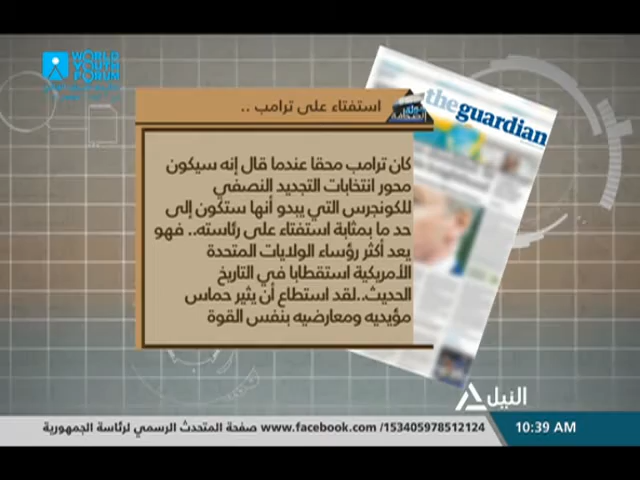 WORLD
YOUTH
FORUM
the guardian
استفتاء على ترامب ..
كان ترامب محقا عندما قال إنه سيكون
محور انتخابات التجديد النصفي
للكونجرس التي يبدو أنها ستكون إلى
حد ما بمثابة استفتاء على رئاسته.. فهو
يعد أكثر رؤساء الولايات المتحدة
الأمريكية استقطابا في التاريخ
الحديث..لقد استطاع أن يثير حماس
مؤيديه ومعارضيه بنفس القوة
النيل
صفحة المتحدث الرسمي لرئاسة الجمهورية www.facebook.com /153405978512124
10:39 AM